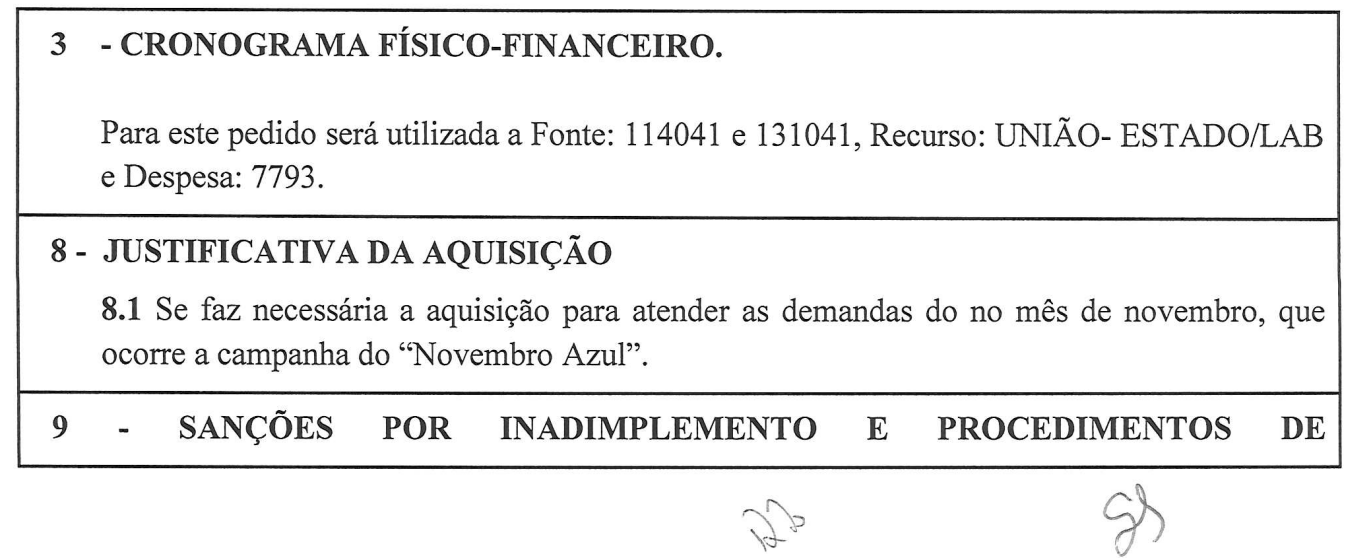 3 - CRONOGRAMA FÍSICO-FINANCEIRO.
Para este pedido será utilizada a Fonte: 114041 e 131041, Recurso: UNIÃO- ESTADO/LAB
e Despesa: 7793.
8 - JUSTIFICATIVA DA AQUISIÇÃO
8.1 Se faz necessária a aquisição para atender as demandas do no mês de novembro, que
ocorre a campanha do “Novembro Azul”.
9 - SANÇÕES POR INADIMPLEMENTO E PROCEDIMENTOS DE